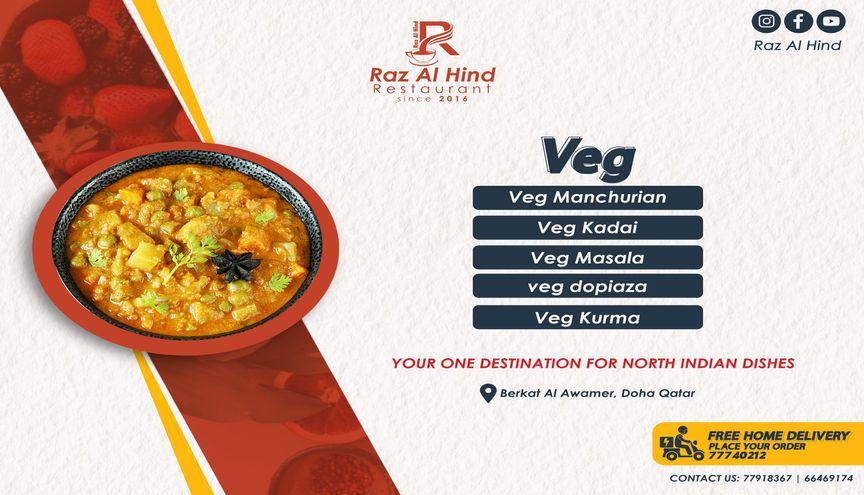 Raz Al Hind
R
Raz Al Hind
Restaurant
since 2016
Raz Al Hind
Veg
Veg Manchurian
Veg Kadai
Veg Masala
veg dopiaza
Veg Kurma
YOUR ONE DESTINATION FOR NORTH INDIAN DISHES
Berkat Al Awamer, Doha Qatar
FREE HOME DELIVERY
PLACE YOUR ORDER
77740212
CONTACT US: 77918367 | 66469174